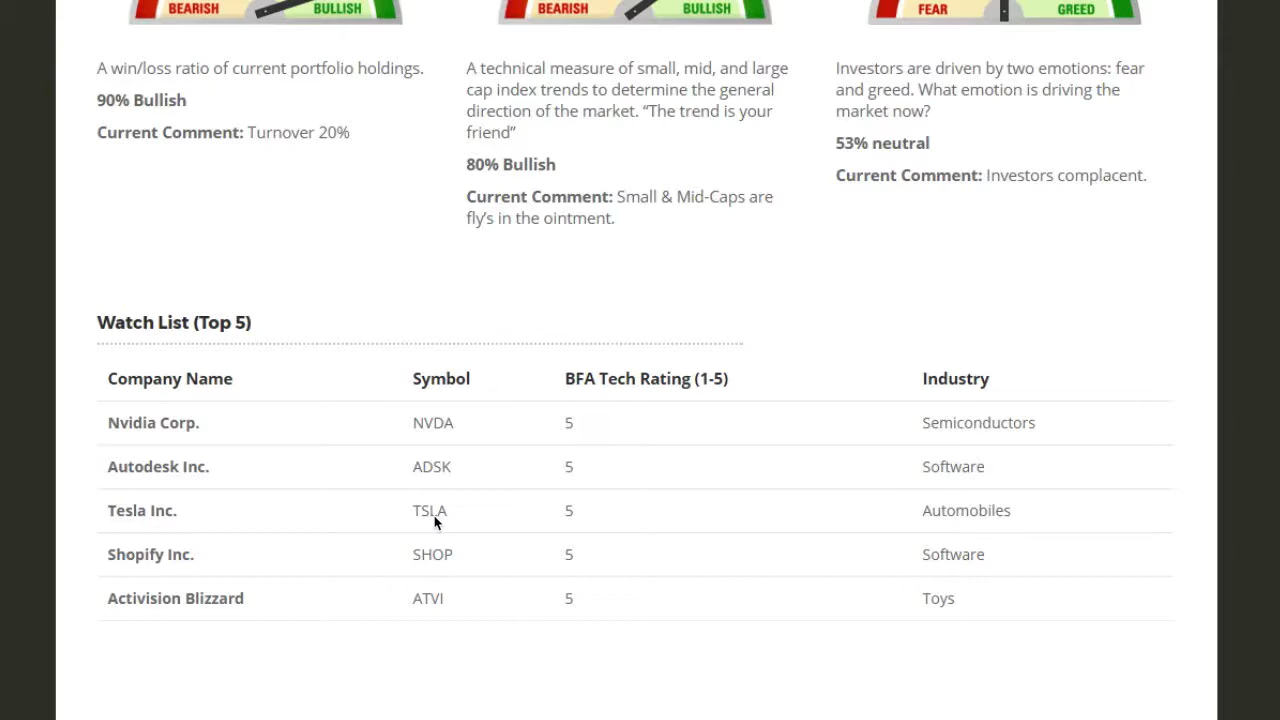 BEARISH BULLISH
BEARISH BULLISH
FEAR GREED
A win/loss ratio of current portfolio holdings.
90% Bullish
Current Comment: Turnover 20%
A technical measure of small, mid, and large
cap index trends to determine the general
direction of the market. “The trend is your
friend”
80% Bullish
Current Comment: Small & Mid-Caps are
fly’s in the ointment.
Investors are driven by two emotions: fear
and greed. What emotion is driving the
market now?
53% neutral
Current Comment: Investors complacent.
Watch List (Top 5)
Company Name Symbol BFA Tech Rating (1-5) Industry
Nvidia Corp. NVDA 5 Semiconductors
Autodesk Inc. ADSK 5 Software
Tesla Inc. TSLA 5 Automobiles
Shopify Inc. SHOP 5 Software
Activision Blizzard ATVI 5 Toys